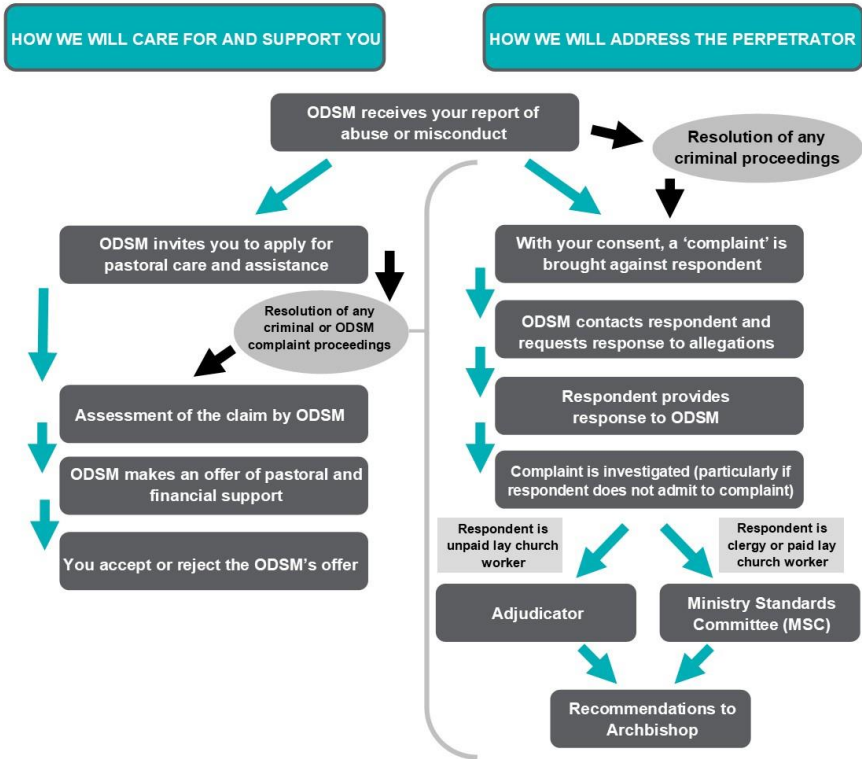 HOW WE WILL CARE FOR AND SUPPORT YOU
HOW WE WILL ADDRESS THE PERPETRATOR
ODSM receives your report of
abuse or misconduct
Resolution of any
criminal proceedings
ODSM invites you to apply for
pastoral care and assistance
Resolution of any
criminal or ODSM
complaint proceedings
Assessment of the claim by ODSM
ODSM makes an offer of pastoral and
financial support
You accept or reject the ODSM’s offer
With your consent, a ‘complaint’ is
brought against respondent
ODSM contacts respondent and
requests response to allegations
Respondent provides
response to ODSM
Complaint is investigated (particularly if
respondent does not admit to complaint)
Respondent is
unpaid lay church
worker
Respondent is
clergy or paid lay
church worker
Adjudicator
Ministry Standards
Committee (MSC)
Recommendations to
Archbishop